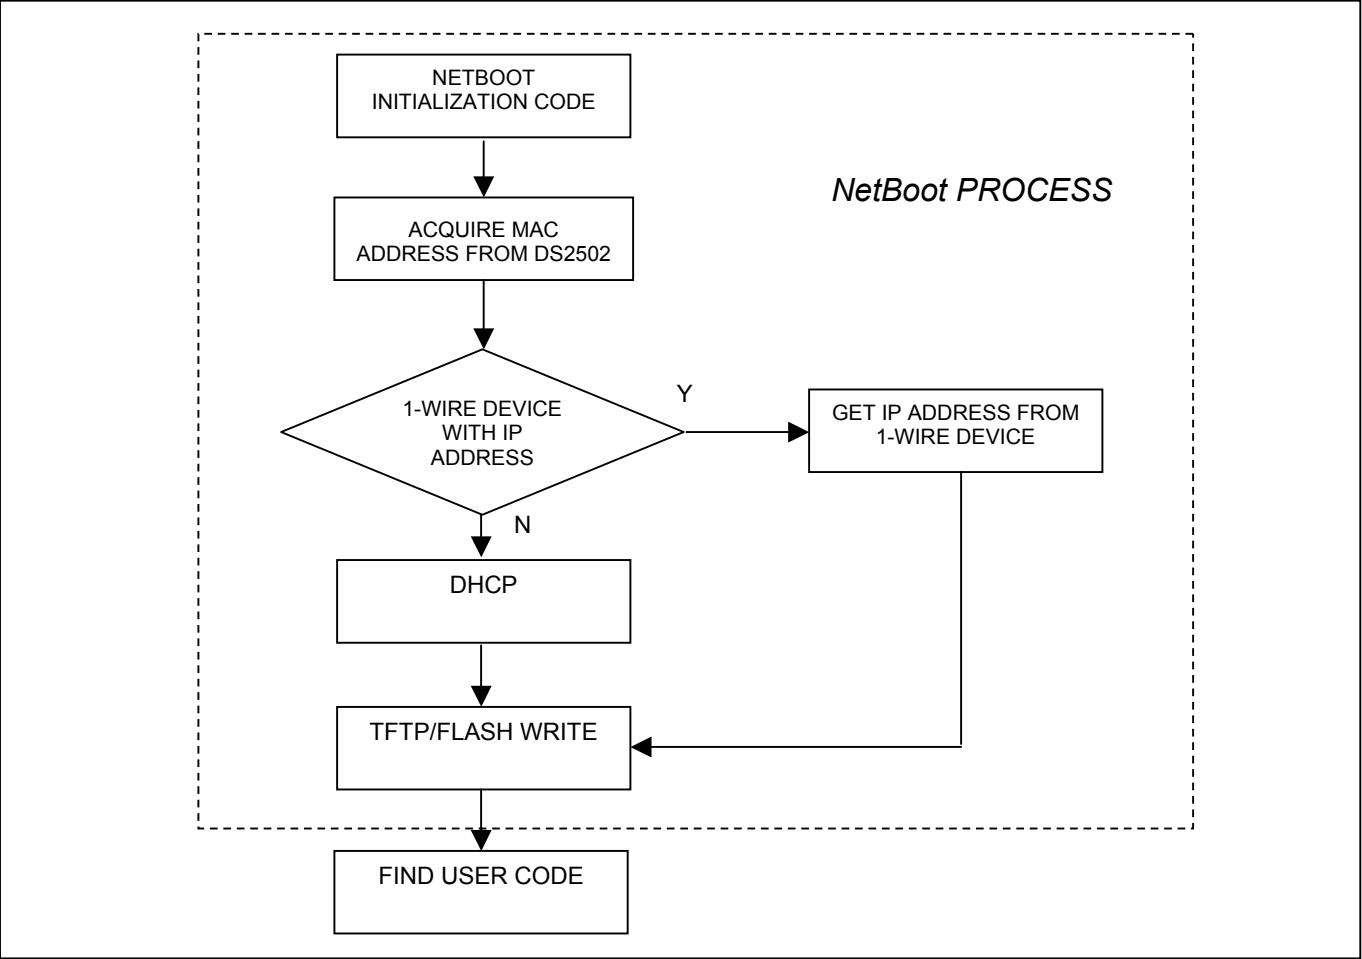 NETBOOT
INITIALIZATION CODE
NetBoot PROCESS
ACQUIRE MAC
ADDRESS FROM DS2502
1-WIRE DEVICE
WITH IP
ADDRESS
Y
GET IP ADDRESS FROM
1-WIRE DEVICE
N
DHCP
TFTP/FLASH WRITE
FIND USER CODE